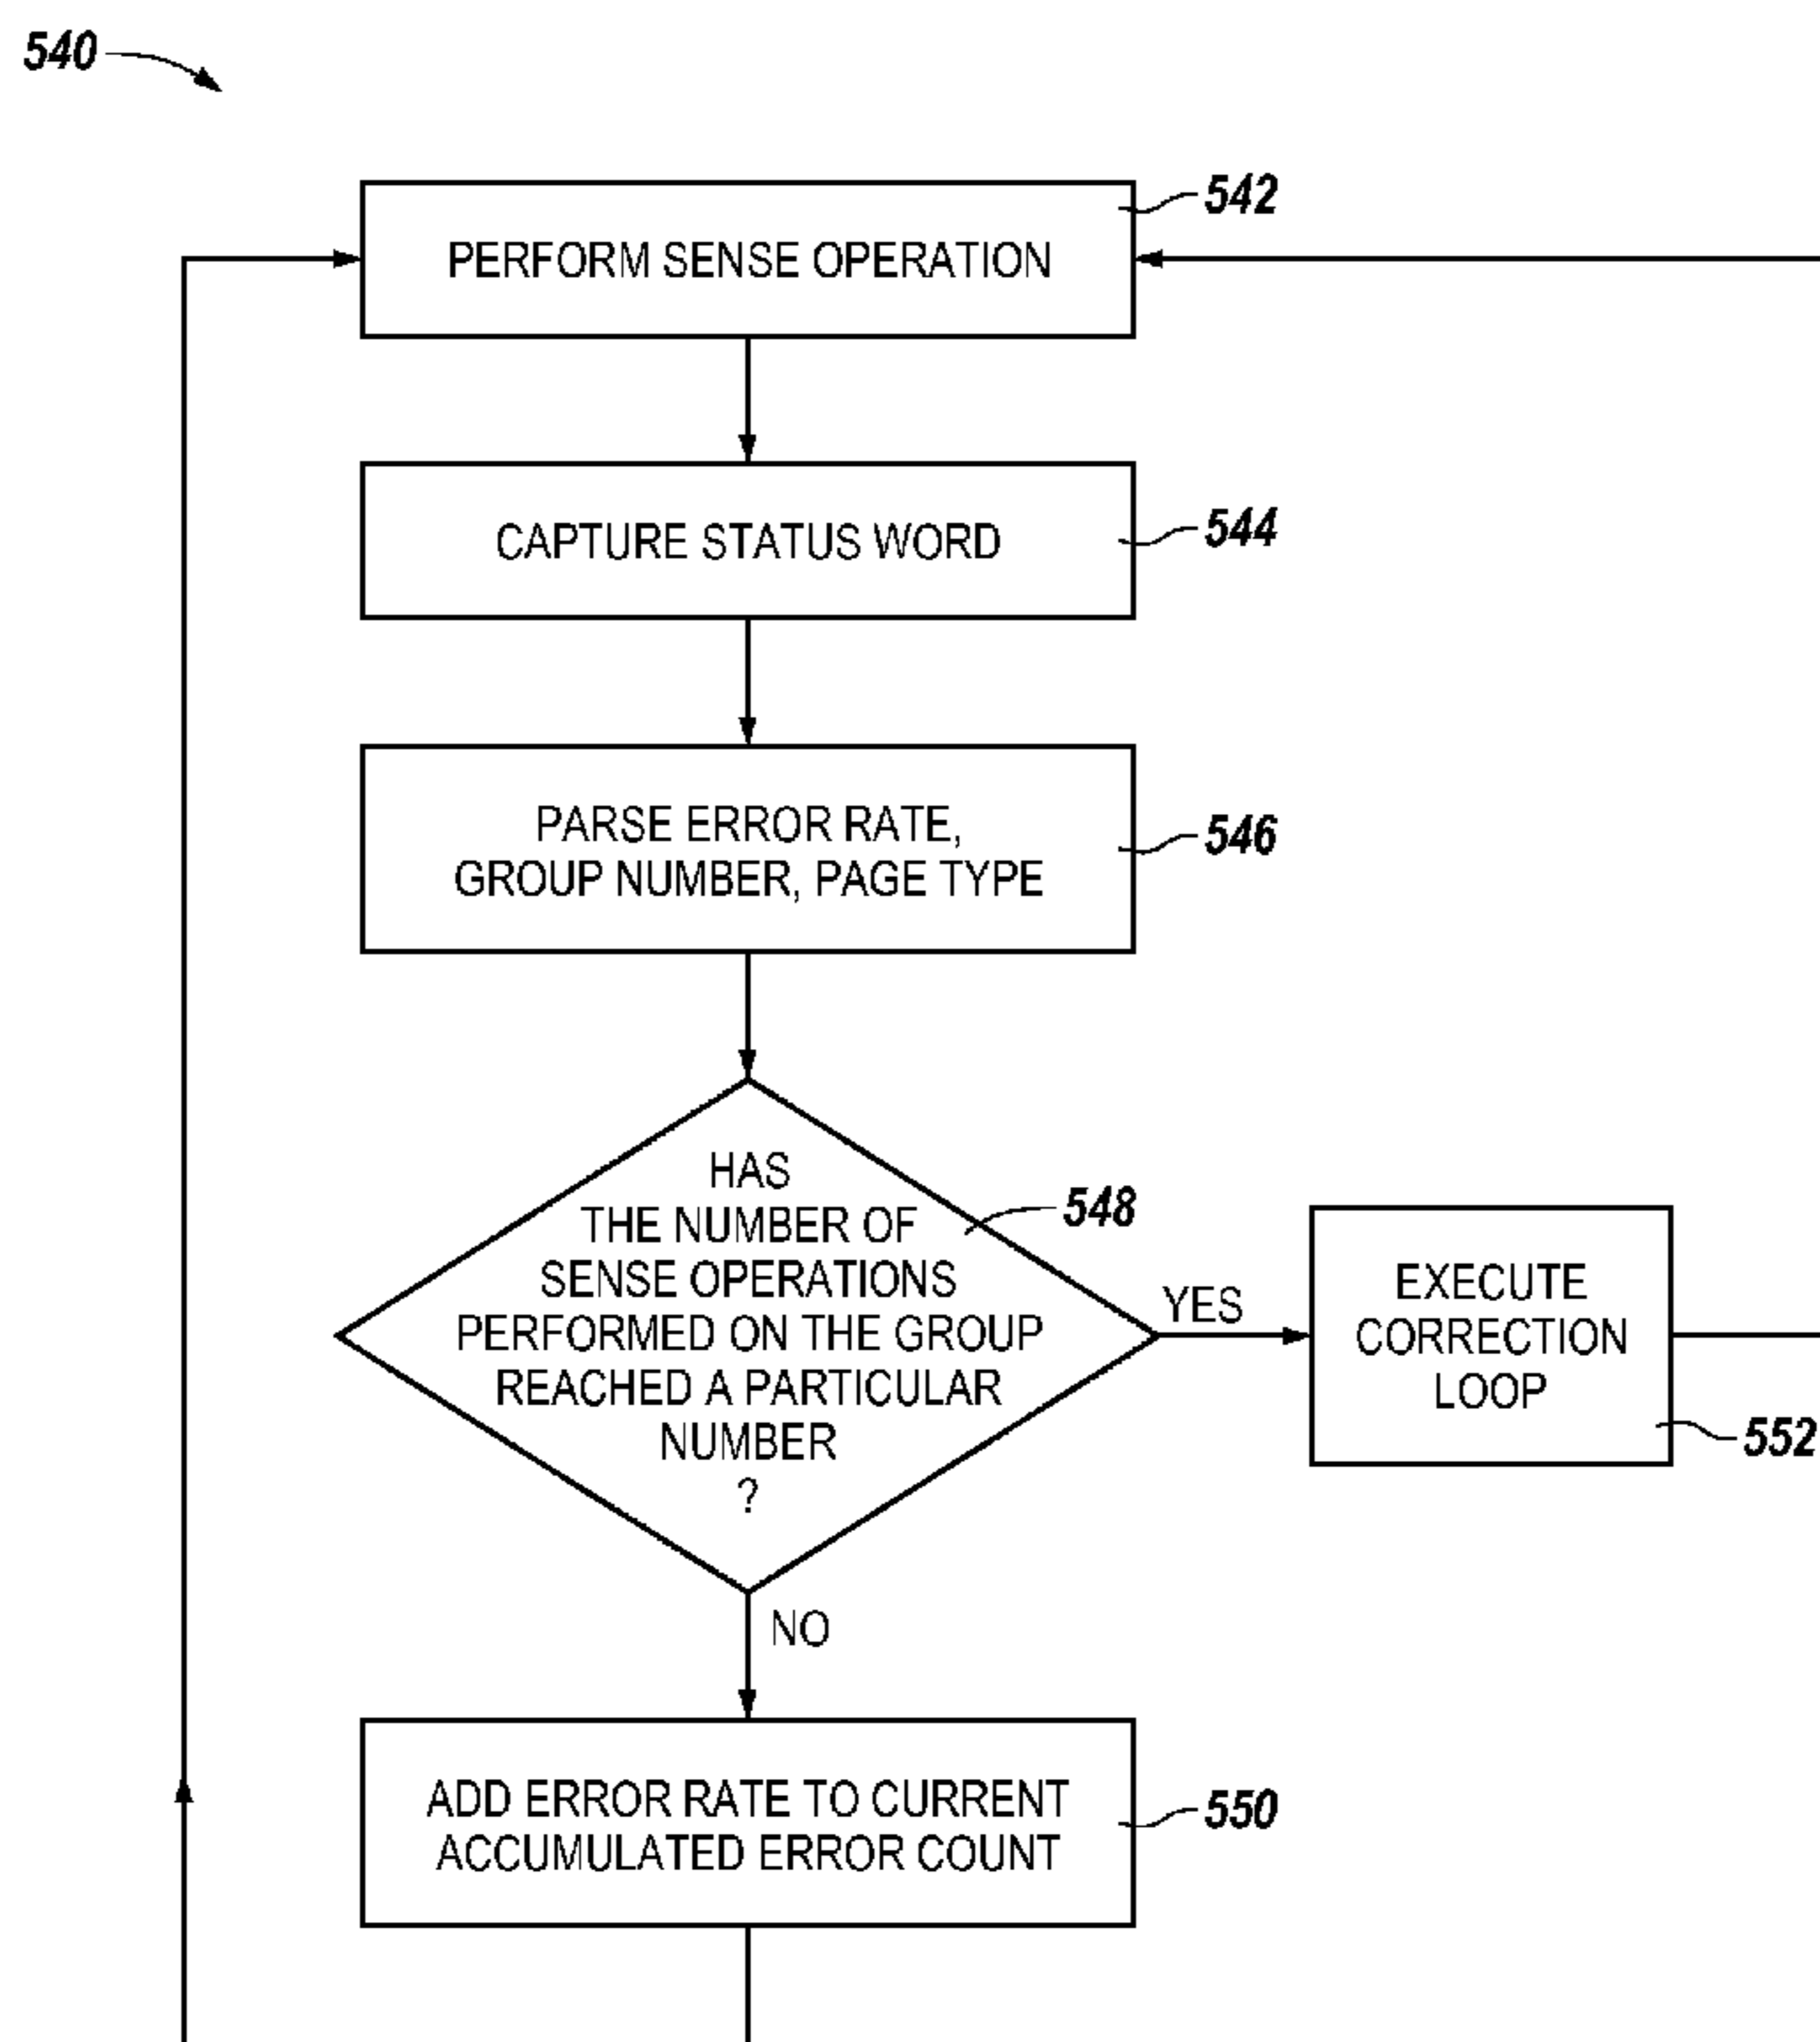 540
542
PERFORM SENSE OPERATION
CAPTURE STATUS WORD
544
PARSE ERROR RATE,
GROUP NUMBER, PAGE TYPE
546
HAS
THE NUMBER OF
SENSE OPERATIONS
PERFORMED ON THE GROUP
REACHED A PARTICULAR
NUMBER
?
548
YES
EXECUTE
CORRECTION
LOOP
552
NO
ADD ERROR RATE TO CURRENT
ACCUMULATED ERROR COUNT
550